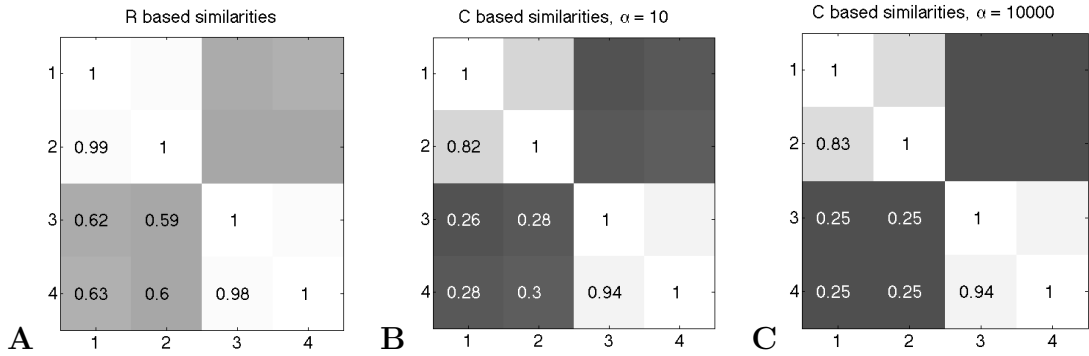 R based similarities
1 1
2 0.99 1
3 0.62 0.59 1
4 0.63 0.6 0.98 1
1 2 3 4
A
C based similarities, α = 10
1 1
2 0.82 1
3 0.26 0.28 1
4 0.28 0.3 0.94 1
1 2 3 4
B
C based similarities, α = 10000
1 1
2 0.83 1
3 0.25 0.25 1
4 0.25 0.25 0.94 1
1 2 3 4
C